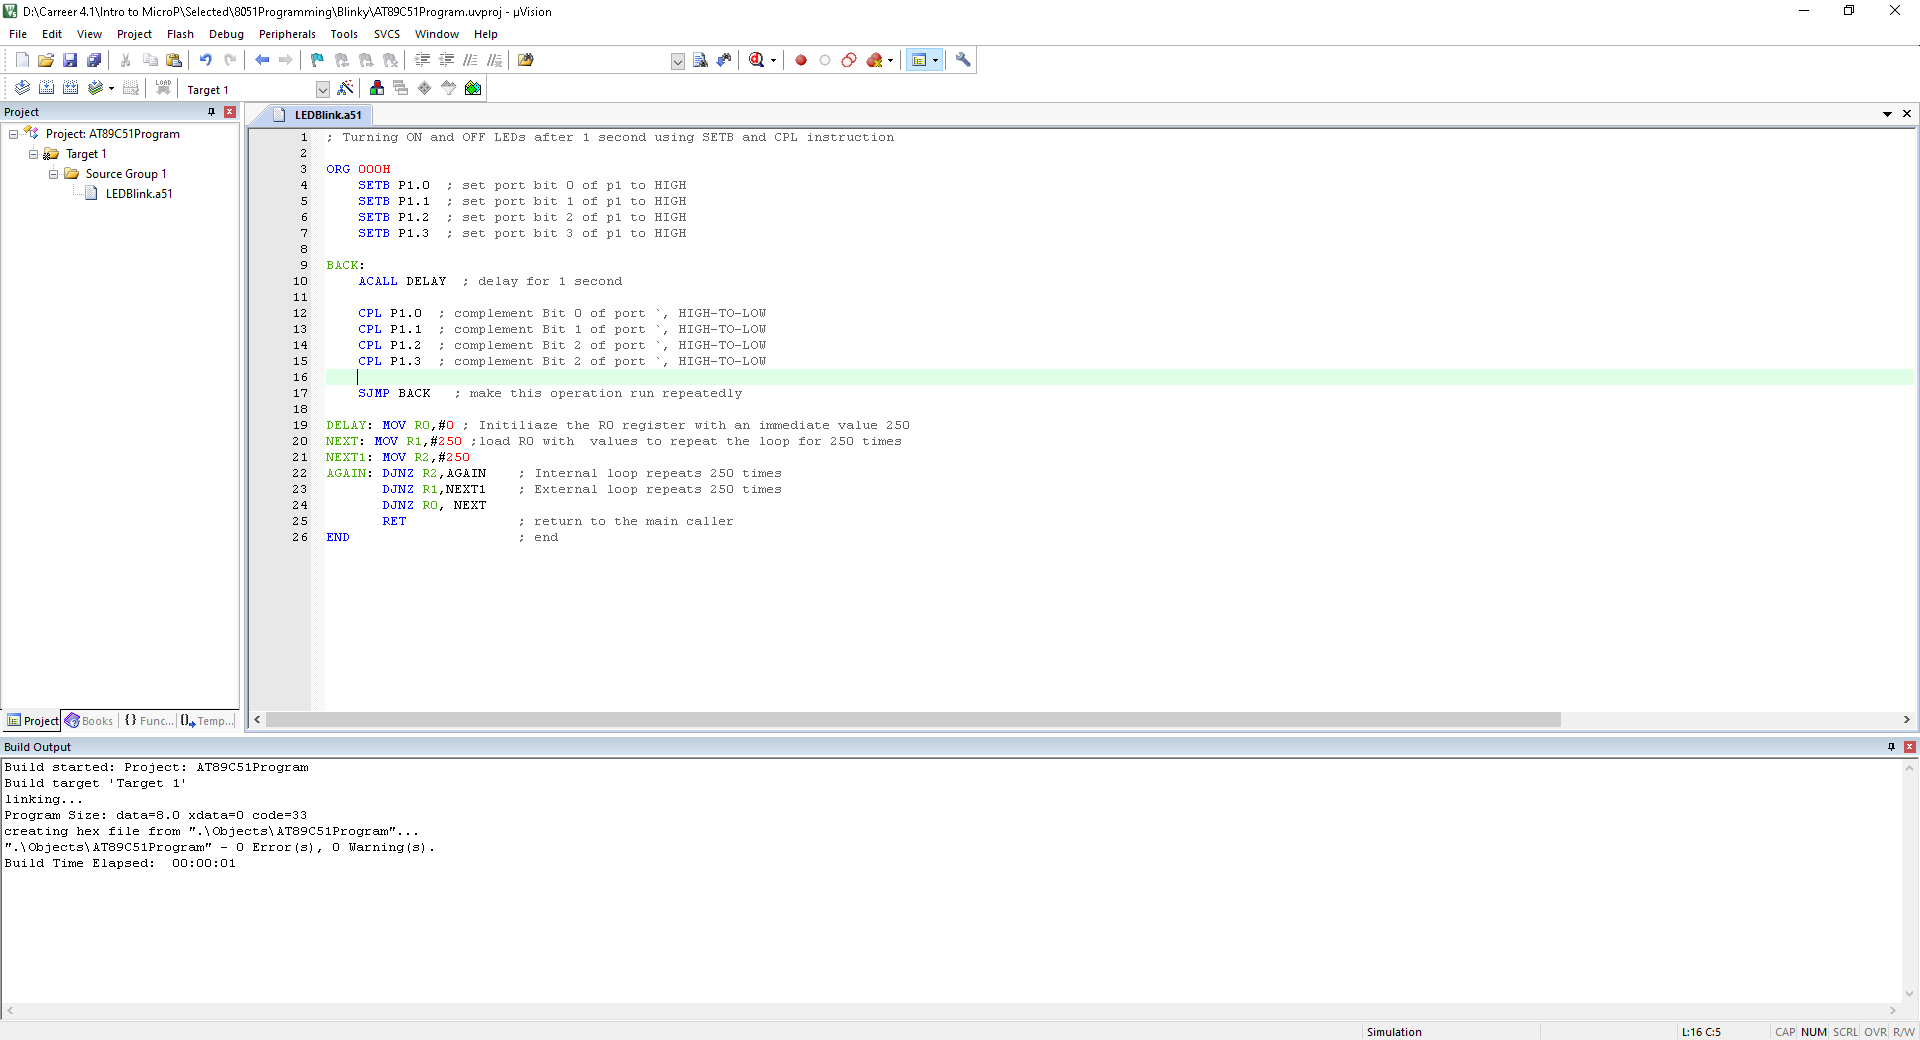 D:\Carreer 4.1\Intro to MicroP\Selected\8051Programming\Blinky\AT89C51Program.uvproj - µVision
File Edit View Project Flash Debug Peripherals Tools SVCS Window Help
LOAD Target 1
Project
LEDBlink.a51
Project: AT89C51Program
Target 1
Source Group 1
LEDBlink.a51
1 ; Turning ON and OFF LEDs after 1 second using SETB and CPL instruction
2
3 ORG 000H
4 SETB P1.0 ; set port bit 0 of p1 to HIGH
5 SETB P1.1 ; set port bit 1 of p1 to HIGH
6 SETB P1.2 ; set port bit 2 of p1 to HIGH
7 SETB P1.3 ; set port bit 3 of p1 to HIGH
8
9 BACK:
10 ACALL DELAY ; delay for 1 second
11
12 CPL P1.0 ; complement Bit 0 of port `, HIGH-TO-LOW
13 CPL P1.1 ; complement Bit 1 of port `, HIGH-TO-LOW
14 CPL P1.2 ; complement Bit 2 of port `, HIGH-TO-LOW
15 CPL P1.3 ; complement Bit 2 of port `, HIGH-TO-LOW
16
17 SJMP BACK ; make this operation run repeatedly
18
19 DELAY: MOV R0,#0 ; Initiliaze the R0 register with an immediate value 250
20 NEXT: MOV R1,#250 ;load R0 with values to repeat the loop for 250 times
21 NEXT1: MOV R2,#250
22 AGAIN: DJNZ R2,AGAIN ; Internal loop repeats 250 times
23 DJNZ R1,NEXT1 ; External loop repeats 250 times
24 DJNZ R0, NEXT
25 RET ; return to the main caller
26 END ; end
Project Books {} Func... Temp...
Build Output
Build started: Project: AT89C51Program
Build target 'Target 1'
linking...
Program Size: data=8.0 xdata=0 code=33
creating hex file from ".\Objects\AT89C51Program"...
".\Objects\AT89C51Program" - 0 Error(s), 0 Warning(s).
Build Time Elapsed: 00:00:01
Simulation L:16 C:5 CAP NUM SCRL OVR R/W